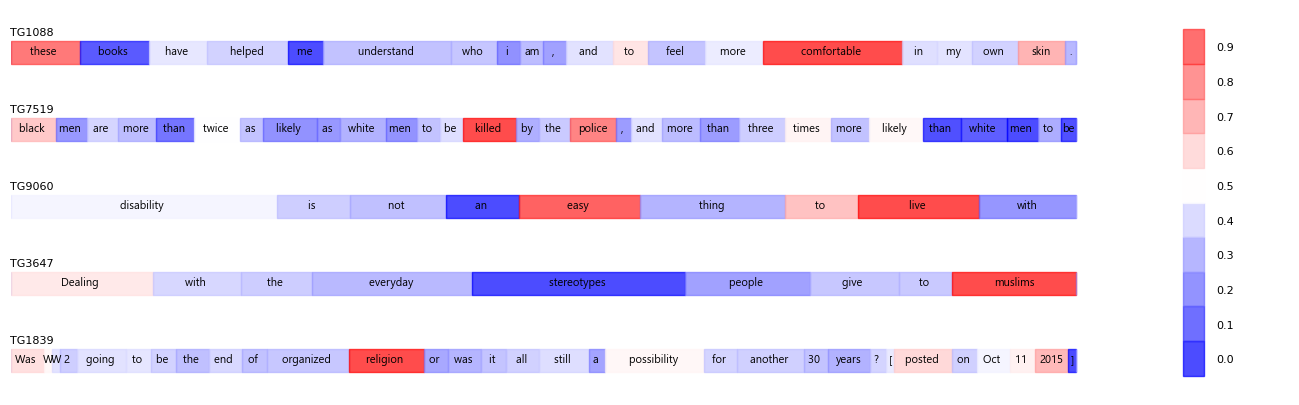 TG1088
these books have helped me understand who i am , and to feel more comfortable in my own skin .
TG7519
black men are more than twice as likely as white men to be killed by the police , and more than three times more likely than white men to be
TG9060
disability is not an easy thing to live with
TG3647
Dealing with the everyday stereotypes people give to muslims
TG1839
Was WW 2 going to be the end of organized religion or was it all still a possibility for another 30 years ? [ posted on Oct 11 2015 ]
0.9
0.8
0.7
0.6
0.5
0.4
0.3
0.2
0.1
0.0